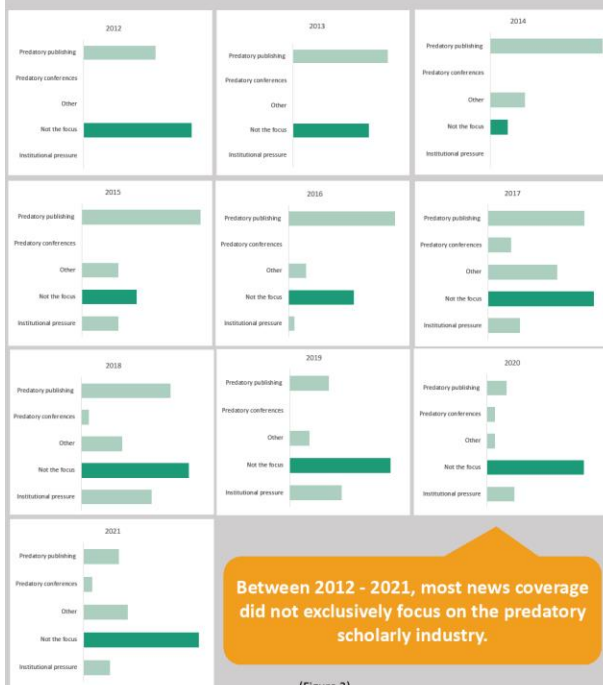 2012
Predatory publishing
Predatory conferences
Other
Not the focus
Institutional pressure
2013
Predatory publishing
Predatory conferences
Other
Not the focus
Institutional pressure
2014
Predatory publishing
Predatory conferences
Other
Not the focus
Institutional pressure
2015
Predatory publishing
Predatory conferences
Other
Not the focus
Institutional pressure
2016
Predatory publishing
Predatory conferences
Other
Not the focus
Institutional pressure
2017
Predatory publishing
Predatory conferences
Other
Not the focus
Institutional pressure
2018
Predatory publishing
Predatory conferences
Other
Not the focus
Institutional pressure
2019
Predatory publishing
Predatory conferences
Other
Not the focus
Institutional pressure
2020
Predatory publishing
Predatory conferences
Other
Not the focus
Institutional pressure
2021
Predatory publishing
Predatory conferences
Other
Not the focus
Institutional pressure
Between 2012 - 2021, most news coverage
did not exclusively focus on the predatory
scholarly industry.